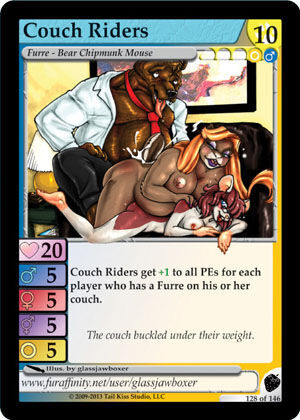 Couch Riders
10
Furre - Bear Chipmunk Mouse
20
5
5
5
5
Couch Riders get +1 to all PEs for each
player who has a Furre on his or her
couch.
The couch buckled under their weight.
Illus. by glassjawboxer
www.furaffinity.net/user/glassjawboxer
© 2009-2013 Tail Kiss Studio, LLC
128 of 146